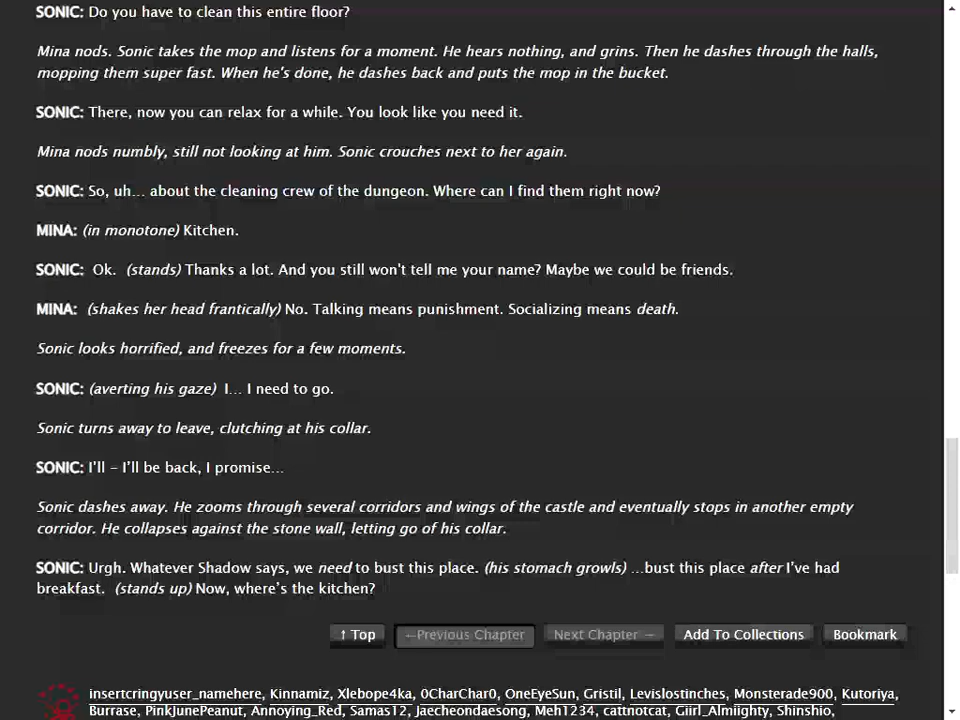 SONIC: Do you have to clean this entire floor?
Mina nods. Sonic takes the mop and listens for a moment. He hears nothing, and grins. Then he dashes through the halls,
mopping them super fast. When he's done, he dashes back and puts the mop in the bucket.
SONIC: There, now you can relax for a while. You look like you need it.
Mina nods numbly, still not looking at him. Sonic crouches next to her again.
SONIC: So, uh... about the cleaning crew of the dungeon. Where can I find them right now?
MINA: (in monotone) Kitchen.
SONIC: Ok. (stands) Thanks a lot. And you still won't tell me your name? Maybe we could be friends.
MINA: (shakes her head frantically) No. Talking means punishment. Socializing means death.
Sonic looks horrified, and freezes for a few moments.
SONIC: (averting his gaze) I... I need to go.
Sonic turns away to leave, clutching at his collar.
SONIC: I'll – I'll be back, I promise...
Sonic dashes away. He zooms through several corridors and wings of the castle and eventually stops in another empty
corridor. He collapses against the stone wall, letting go of his collar.
SONIC: Urgh. Whatever Shadow says, we need to bust this place. (his stomach growls) ...bust this place after I've had
breakfast. (stands up) Now, where's the kitchen?
↑ Top ←Previous Chapter Next Chapter → Add To Collections Bookmark
insertcringyuser_namehere, Kinnamiz, Xlebope4ka, 0CharChar0, OneEyeSun, Gristil, Levislostinches, Monsterade900, Kutoriya,
Burrase, PinkJunePeanut, Annoying_Red, Samas12, Jaecheondaesong, Meh1234, cattnotcat, Giirl_Almiighty, Shinshio,